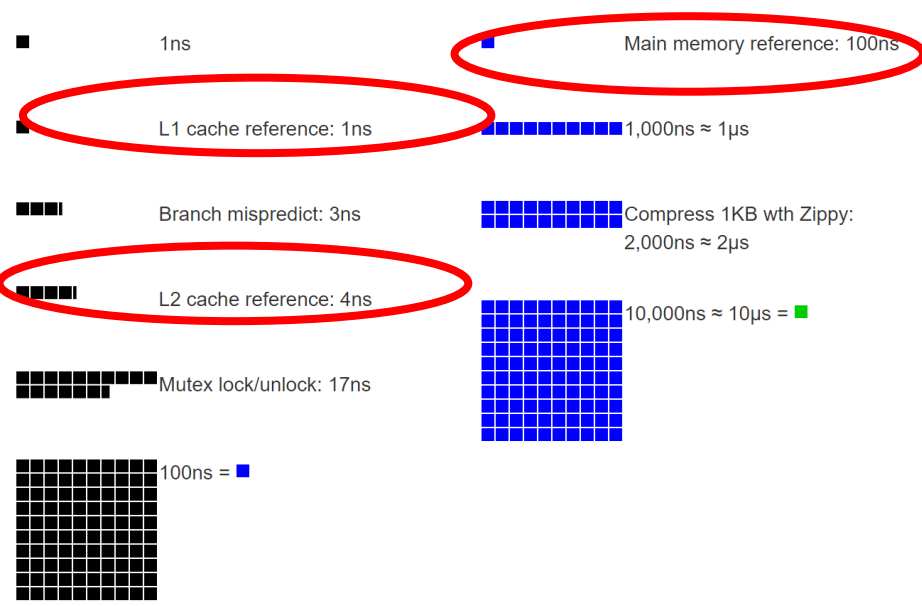 1ns
L1 cache reference: 1ns
Branch mispredict: 3ns
L2 cache reference: 4ns
Mutex lock/unlock: 17ns
100ns =
Main memory reference: 100ns
1,000ns ≈ 1μs
Compress 1KB wth Zippy:
2,000ns ≈ 2μs
10,000ns ≈ 10μs =